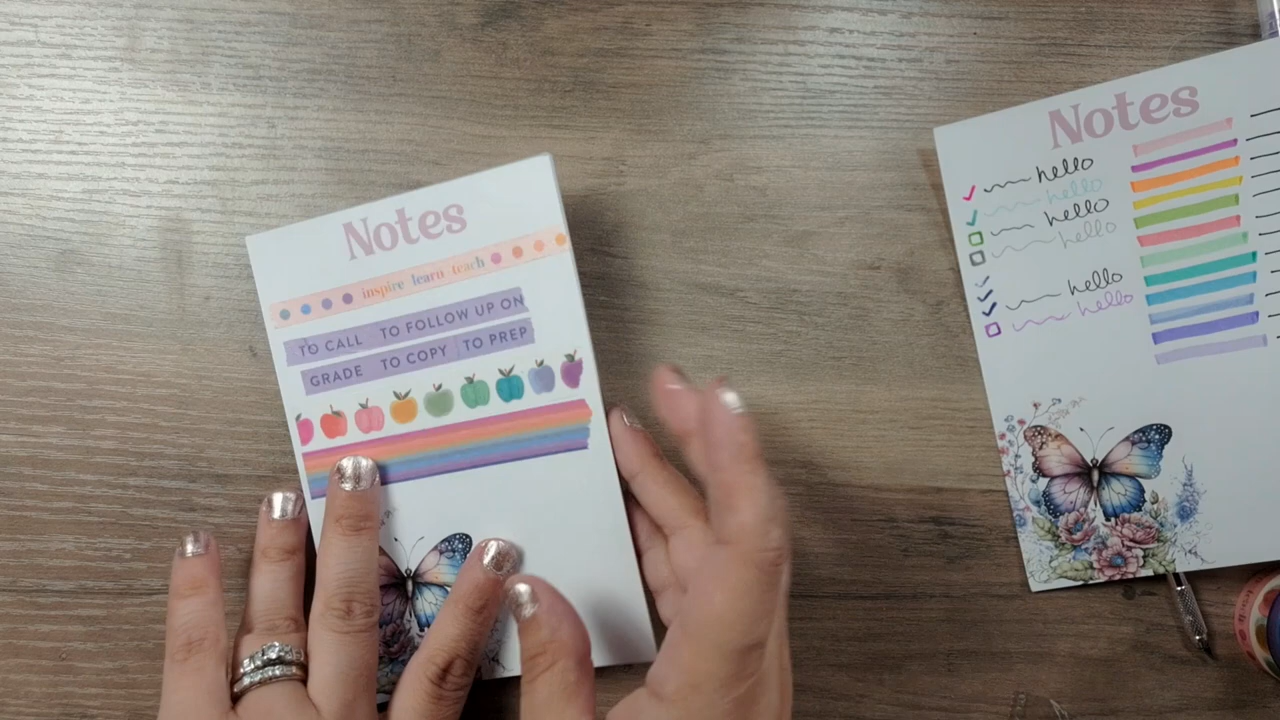 Notes
inspire learn teach
TO CALL TO FOLLOW UP ON
GRADE TO COPY TO PREP
Notes
hello
hello
hello
hello
hello
hello